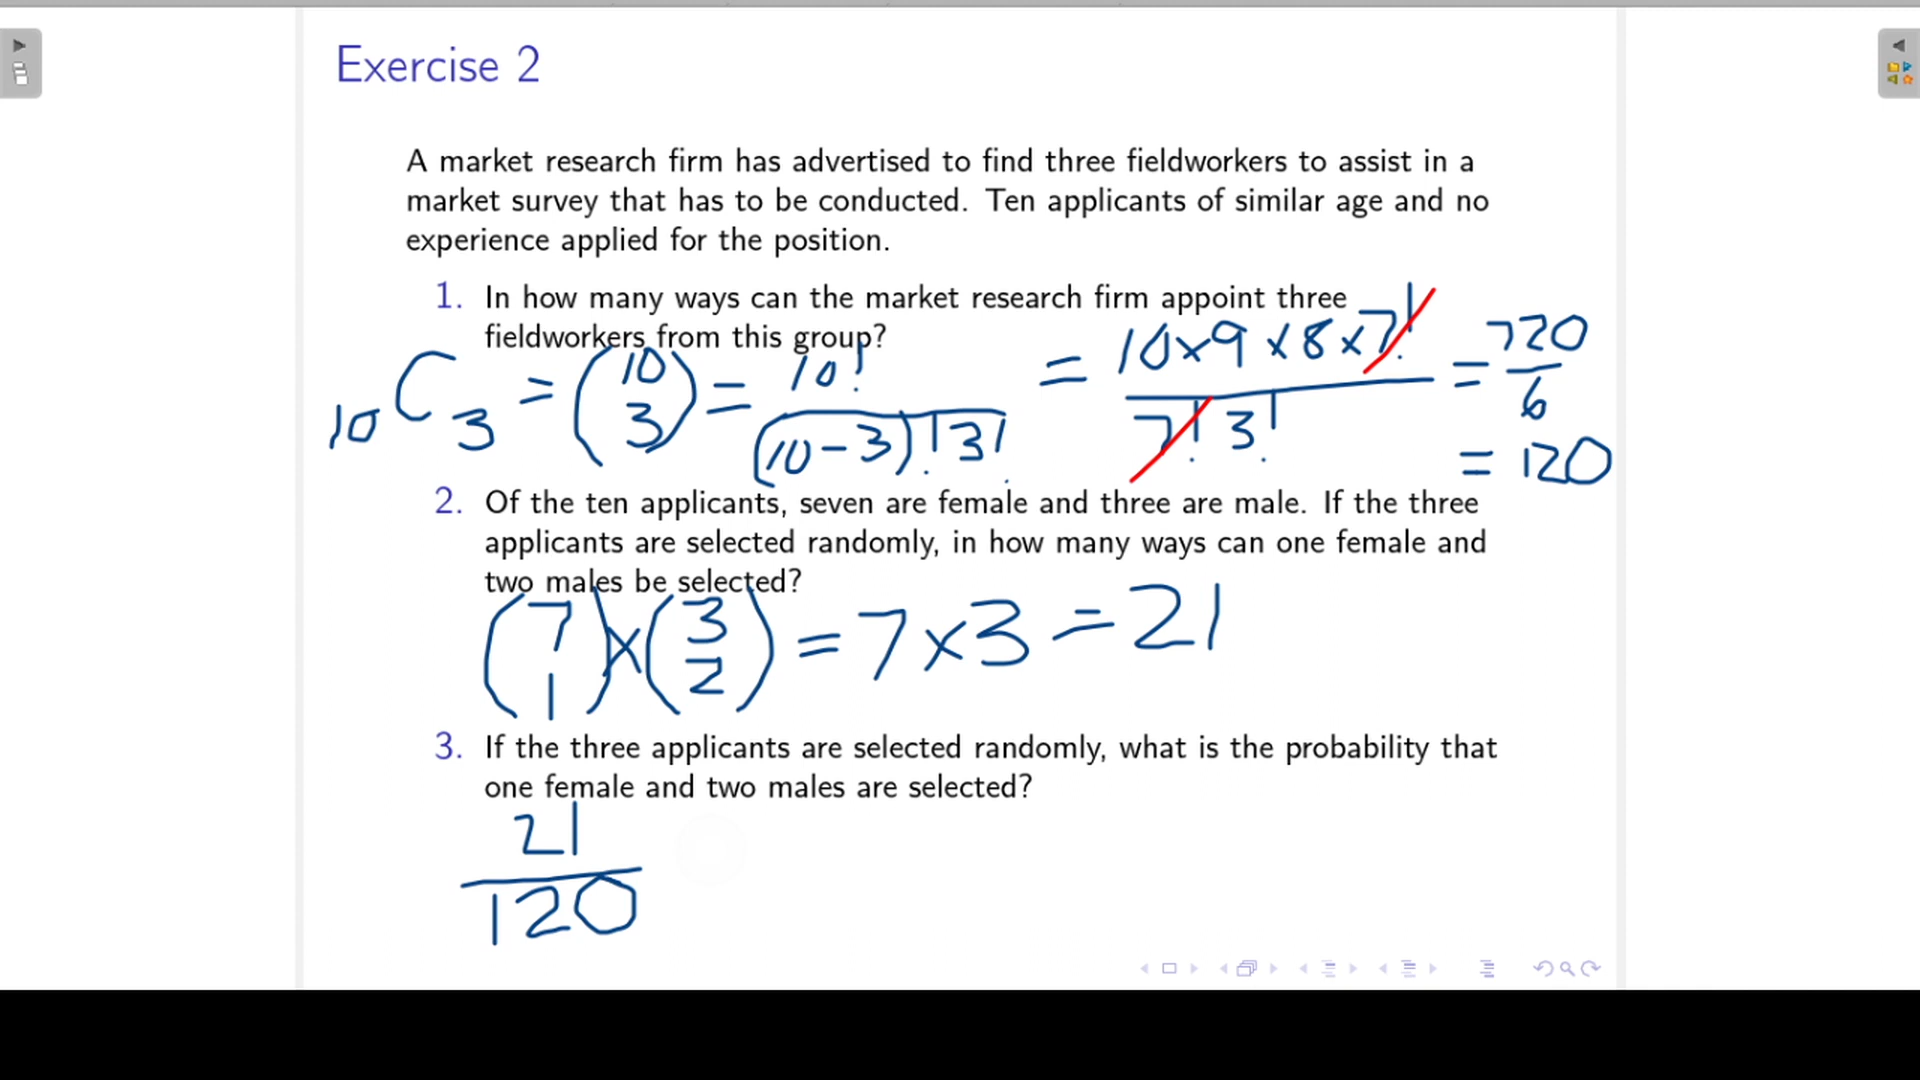 Exercise 2
A market research firm has advertised to find three fieldworkers to assist in a
market survey that has to be conducted. Ten applicants of similar age and no
experience applied for the position.
1. In how many ways can the market research firm appoint three
fieldworkers from this group?
10 C 3 = (10 3) = 10! / (10-3)! 3! = 10×9×8×7! / 7! 3! = 720 / 6
= 120
2. Of the ten applicants, seven are female and three are male. If the three
applicants are selected randomly, in how many ways can one female and
two males be selected?
(7 1) × (3 2) = 7×3 = 21
3. If the three applicants are selected randomly, what is the probability that
one female and two males are selected?
21
120